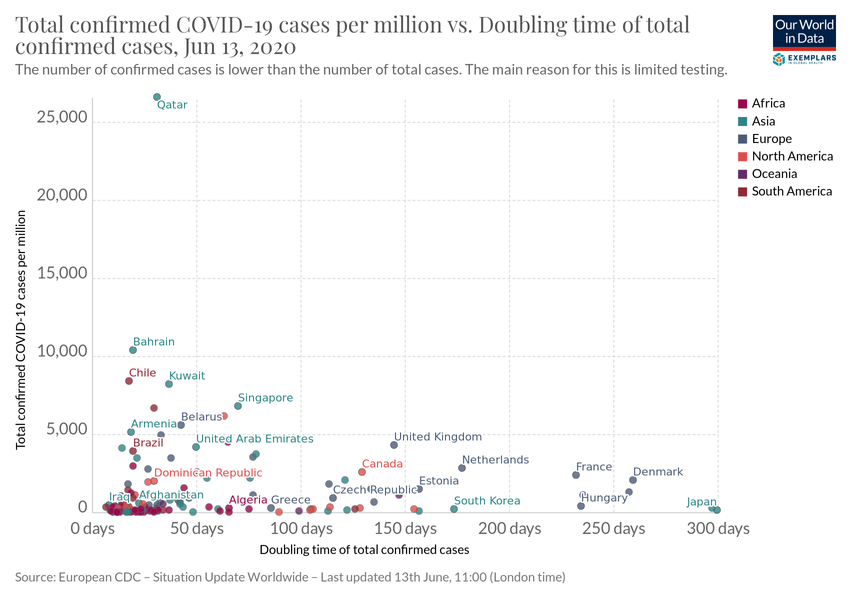 Total confirmed COVID-19 cases per million vs. Doubling time of total
confirmed cases, Jun 13, 2020
The number of confirmed cases is lower than the number of total cases. The main reason for this is limited testing.
Our World
in Data
EXEMPLARS
IN GLOBAL HEALTH
Africa
Asia
Europe
North America
Oceania
South America
Total confirmed COVID-19 cases per million
25,000
20,000
15,000
10,000
5,000
0
Qatar
Bahrain
Chile
Kuwait
Singapore
Belarus
Armenia
United Arab Emirates
United Kingdom
Brazil
Canada
Netherlands
France
Denmark
Dominican Republic
Estonia
Czech Republic
Iraq
Afghanistan
Algeria
Greece
South Korea
Hungary
Japan
0 days
50 days
100 days
150 days
200 days
250 days
300 days
Doubling time of total confirmed cases
Source: European CDC – Situation Update Worldwide – Last updated 13th June, 11:00 (London time)